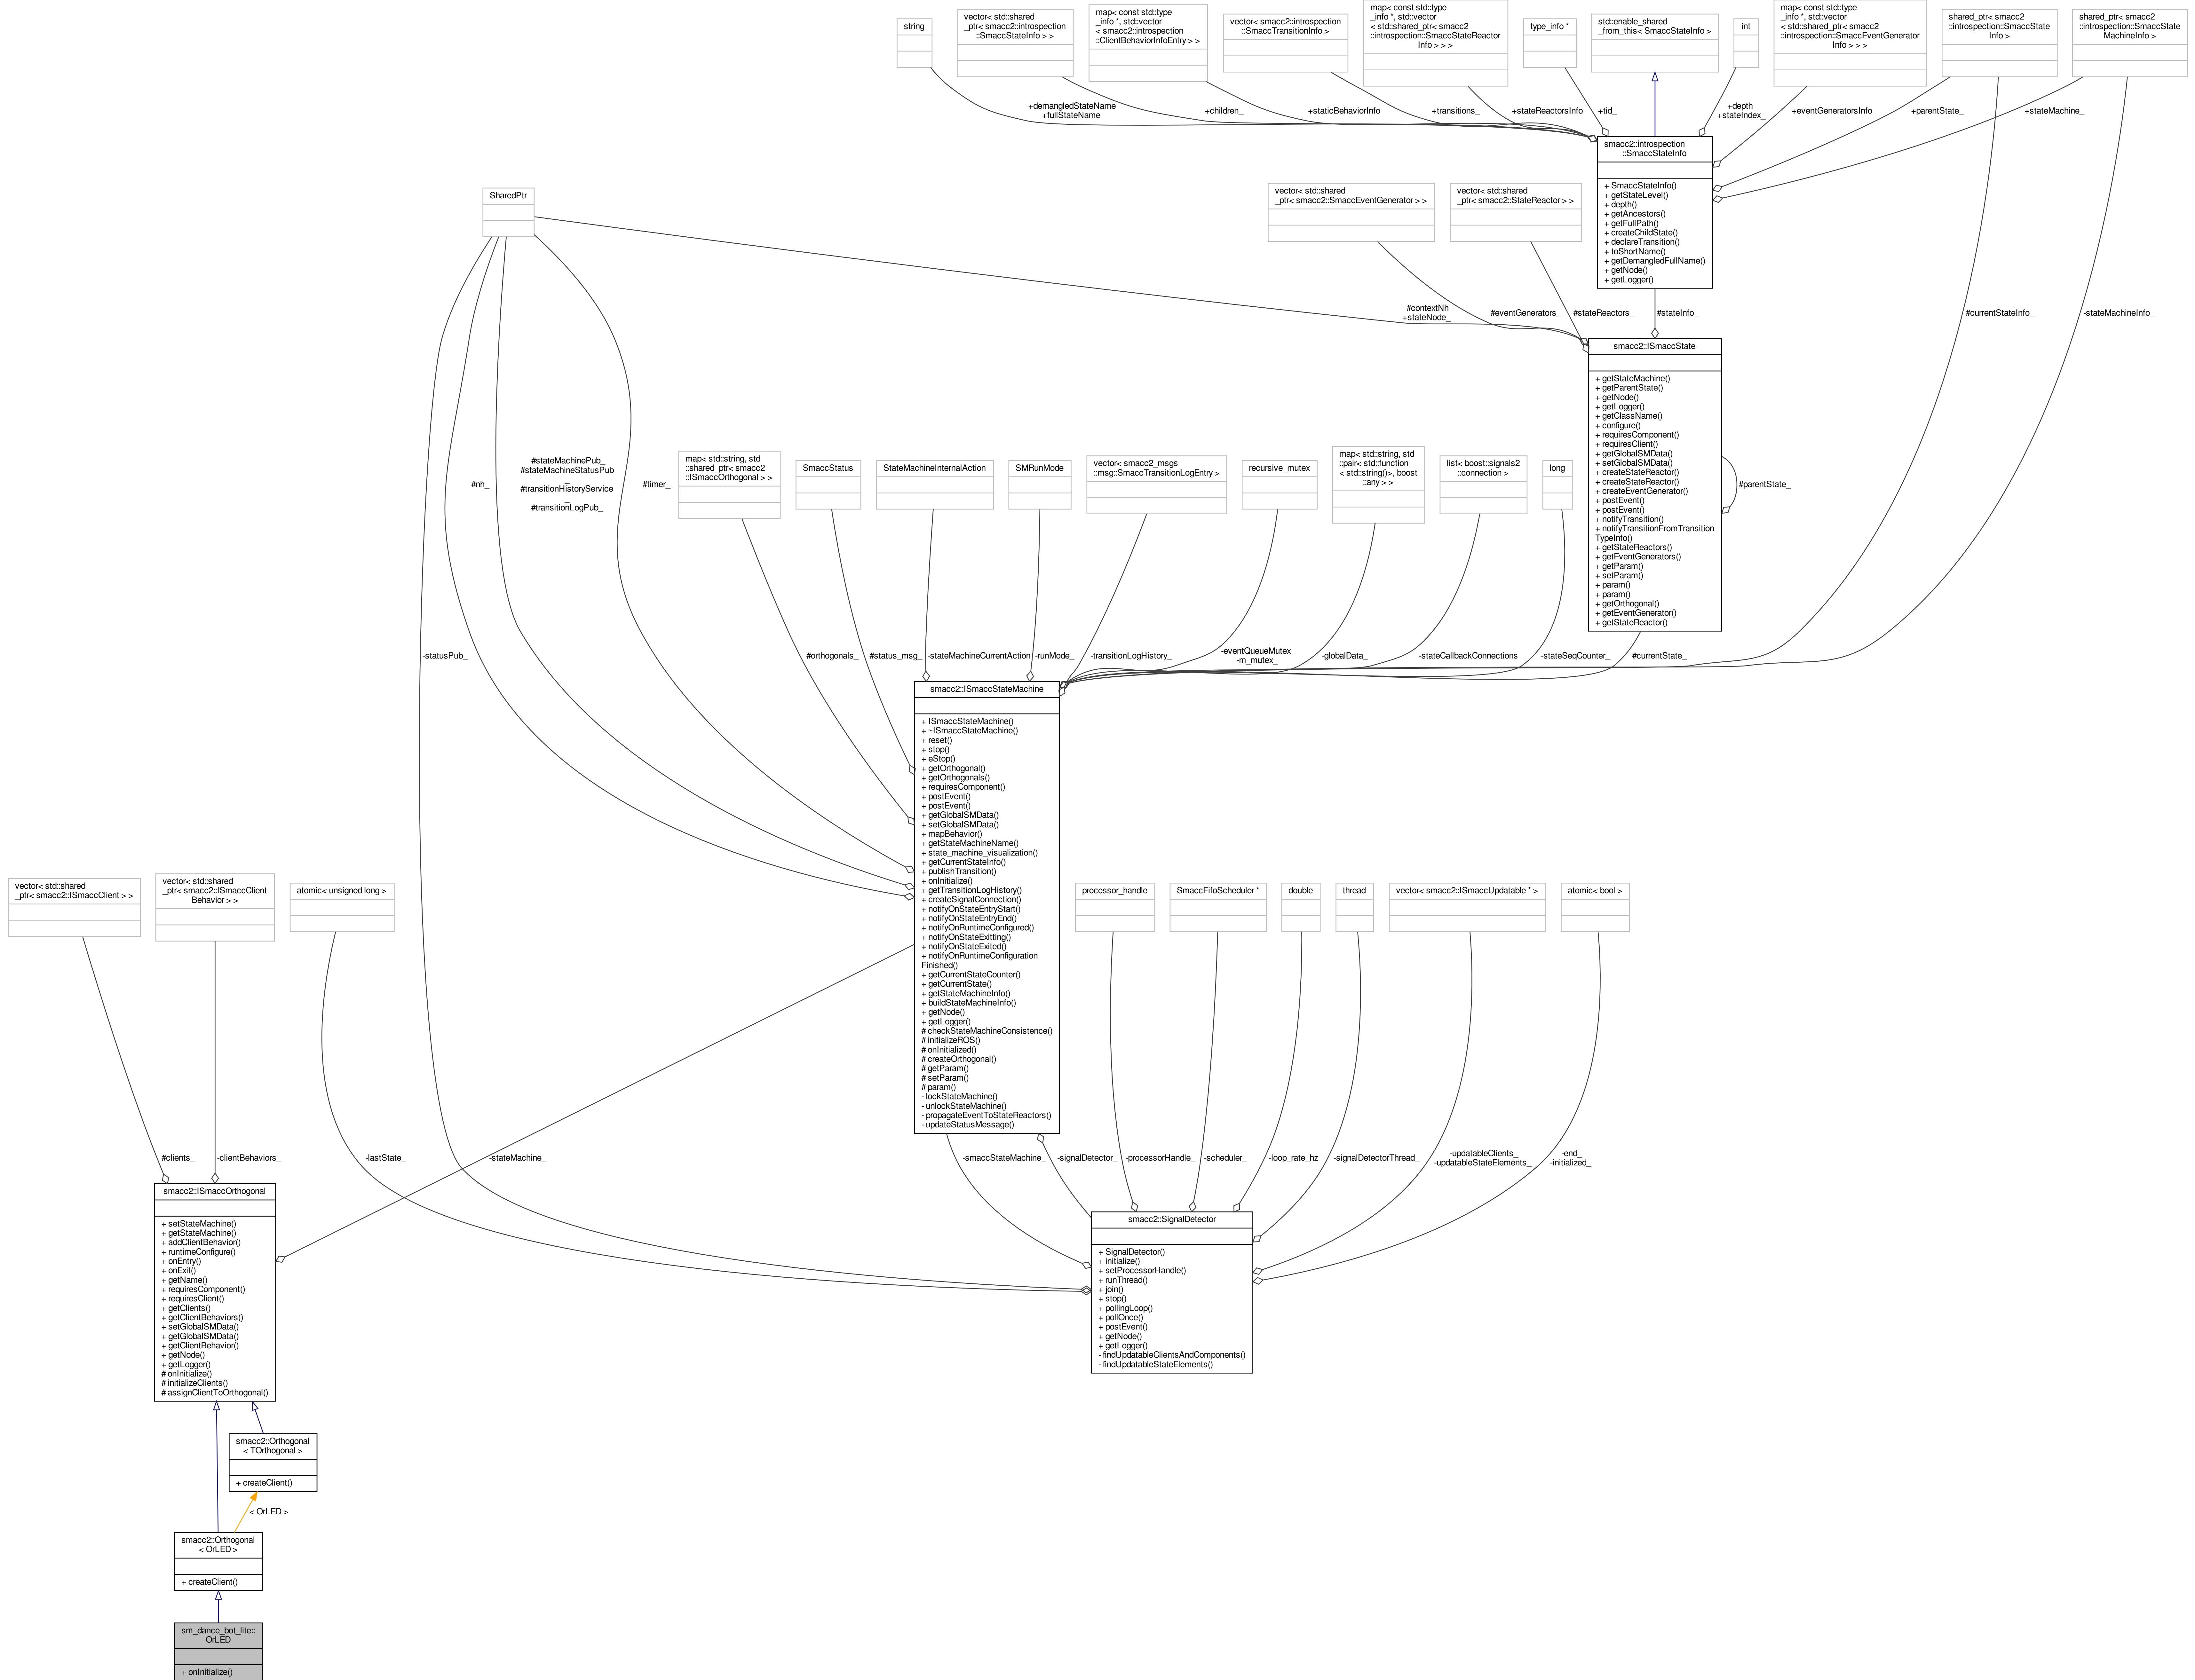 string
vector< std::shared
_ptr< smacc2::introspection
::SmaccStateInfo > >
map< const std::type
_info *, std::vector
< smacc2::introspection
::ClientBehaviorInfoEntry > >
vector< smacc2::introspection
::SmaccTransitionInfo >
map< const std::type
_info *, std::vector
< std::shared_ptr< smacc2
::introspection::SmaccStateReactor
Info > > >
type_info *
std::enable_shared
_from_this< SmaccStateInfo >
int
map< const std::type
_info *, std::vector
< std::shared_ptr< smacc2
::introspection::SmaccEventGenerator
Info > > >
shared_ptr< smacc2
::introspection::SmaccState
Info >
shared_ptr< smacc2
::introspection::SmaccState
MachineInfo >
+demangledStateName
+fullStateName
+children_
+staticBehaviorInfo
+transitions_
+stateReactorsInfo
+tid_
+depth_
+stateIndex_
+eventGeneratorsInfo
+parentState_
+stateMachine_
smacc2::introspection
::SmaccStateInfo
+ SmaccStateInfo()
+ getStateLevel()
+ depth()
+ getAncestors()
+ getFullPath()
+ createChildState()
+ declareTransition()
+ toShortName()
+ getDemangledFullName()
+ getNode()
+ getLogger()
SharedPtr
vector< std::shared
_ptr< smacc2::SmaccEventGenerator > >
vector< std::shared
_ptr< smacc2::StateReactor > >
#contextNh
+stateNode_
#eventGenerators_
#stateReactors_
#stateInfo_
#currentStateInfo_
-stateMachineInfo_
smacc2::ISmaccState
+ getStateMachine()
+ getParentState()
+ getNode()
+ getLogger()
+ getClassName()
+ configure()
+ requiresComponent()
+ requiresClient()
+ getGlobalSMData()
+ setGlobalSMData()
+ createStateReactor()
+ createStateReactor()
+ createEventGenerator()
+ postEvent()
+ postEvent()
+ notifyTransition()
+ notifyTransitionFromTransition
TypeInfo()
+ getStateReactors()
+ getEventGenerators()
+ getParam()
+ setParam()
+ param()
+ param()
+ getOrthogonal()
+ getEventGenerator()
+ getStateReactor()
#parentState_
#nh_
#stateMachinePub_
#stateMachineStatusPub
_
#transitionHistoryService
_
#transitionLogPub_
#timer_
map< std::string, std
::shared_ptr< smacc2
::ISmaccOrthogonal > >
SmaccStatus
StateMachineInternalAction
SMRunMode
vector< smacc2_msgs
::msg::SmaccTransitionLogEntry >
recursive_mutex
map< std::string, std
::pair< std::function
< std::string()>, boost
::any > >
list< boost::signals2
::connection >
long
-statusPub_
#orthogonals_
#status_msg_
-stateMachineCurrentAction
-runMode_
-transitionLogHistory_
-eventQueueMutex_
-m_mutex_
-globalData_
-stateCallbackConnections
-stateSeqCounter_
#currentState_
smacc2::ISmaccStateMachine
+ ISmaccStateMachine()
+ ~ISmaccStateMachine()
+ reset()
+ stop()
+ eStop()
+ getOrthogonal()
+ getOrthogonals()
+ requiresComponent()
+ postEvent()
+ postEvent()
+ getGlobalSMData()
+ setGlobalSMData()
+ mapBehavior()
+ getStateMachineName()
+ state_machine_visualization()
+ getCurrentStateInfo()
+ publishTransition()
+ onInitialize()
+ getTransitionLogHistory()
+ createSignalConnection()
+ notifyOnStateEntryStart()
+ notifyOnStateEntryEnd()
+ notifyOnRuntimeConfigured()
+ notifyOnStateExitting()
+ notifyOnStateExited()
+ notifyOnRuntimeConfiguration
Finished()
+ getCurrentStateCounter()
+ getCurrentState()
+ getStateMachineInfo()
+ buildStateMachineInfo()
+ getNode()
+ getLogger()
# checkStateMachineConsistence()
# initializeROS()
# onInitialized()
# createOrthogonal()
# getParam()
# setParam()
# param()
- lockStateMachine()
- unlockStateMachine()
- propagateEventToStateReactors()
- updateStatusMessage()
vector< std::shared
_ptr< smacc2::ISmaccClient > >
vector< std::shared
_ptr< smacc2::ISmaccClient
Behavior > >
atomic< unsigned long >
processor_handle
SmaccFifoScheduler *
double
thread
vector< smacc2::ISmaccUpdatable * >
atomic< bool >
#clients_
-clientBehaviors_
-lastState_
-stateMachine_
-smaccStateMachine_
-signalDetector_
-processorHandle_
-scheduler_
-loop_rate_hz
-signalDetectorThread_
-updatableClients_
-updatableStateElements_
-end_
-initialized_
smacc2::ISmaccOrthogonal
+ setStateMachine()
+ getStateMachine()
+ addClientBehavior()
+ runtimeConfigure()
+ onEntry()
+ onExit()
+ getName()
+ requiresComponent()
+ requiresClient()
+ getClients()
+ getClientBehaviors()
+ setGlobalSMData()
+ getGlobalSMData()
+ getClientBehavior()
+ getNode()
+ getLogger()
# onInitialize()
# initializeClients()
# assignClientToOrthogonal()
smacc2::SignalDetector
+ SignalDetector()
+ initialize()
+ setProcessorHandle()
+ runThread()
+ join()
+ stop()
+ pollingLoop()
+ pollOnce()
+ postEvent()
+ getNode()
+ getLogger()
- findUpdatableClientsAndComponents()
- findUpdatableStateElements()
smacc2::Orthogonal
< TOrthogonal >
+ createClient()
< OrLED >
smacc2::Orthogonal
< OrLED >
+ createClient()
sm_dance_bot_lite::
OrLED
+ onInitialize()